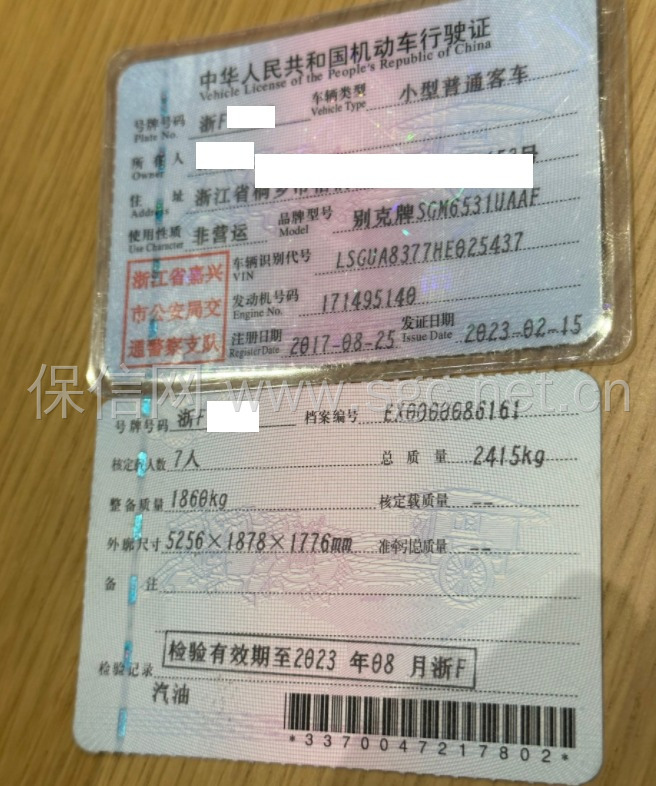 中华人民共和国机动车行驶证
Vehicle License of the People's Republic of China
号牌号码 浙F 车辆类型 小型普通客车
Plate No. Vehicle Type
所有人
Owner
住址 浙江省桐乡市
Address
使用性质 非营运 品牌型号 别克牌SGM6531UAAF
Use Character Model
浙江省嘉兴
市公安局交
通警察支队
车辆识别代号 LSGUA8377HE025437
VIN
发动机号码 171495140
Engine No.
注册日期 2017-08-25 发证日期 2023-02-15
Register Date Issue Date
保信网 www.sgc.net.cn
号牌号码 浙F 档案编号 EX0060086161
核定载人数 7人 总质量 2415kg
整备质量 1860kg 核定载质量 --
外廓尺寸 5256×1878×1776mm 准牵引总质量 --
备注
检验记录 检验有效期至2023年08月浙F
汽油
*3370047217802*